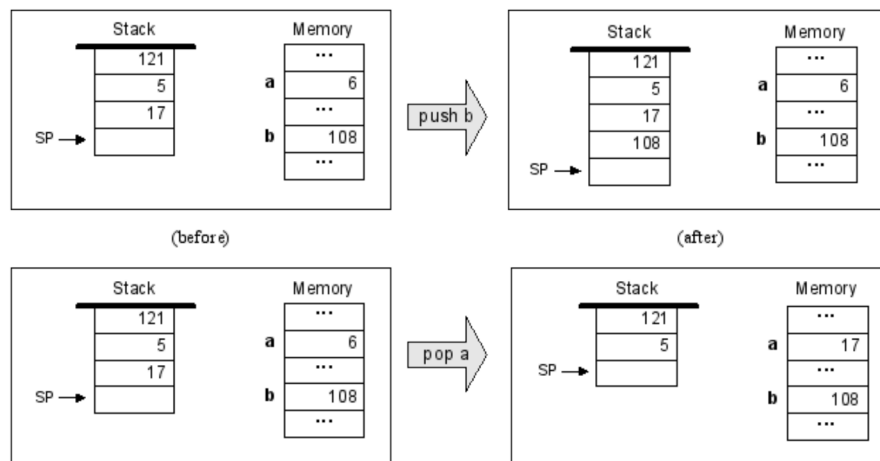 Stack Memory Stack Memory
121 ... 121 ...
5 a 6 5 a 6
17 ... push b 17 ...
SP b 108 108 b 108
... SP ...
(before) (after)
Stack Memory Stack Memory
121 ... 121 ...
5 a 6 5 a 17
17 ... pop a SP ...
SP b 108 b 108
... ...